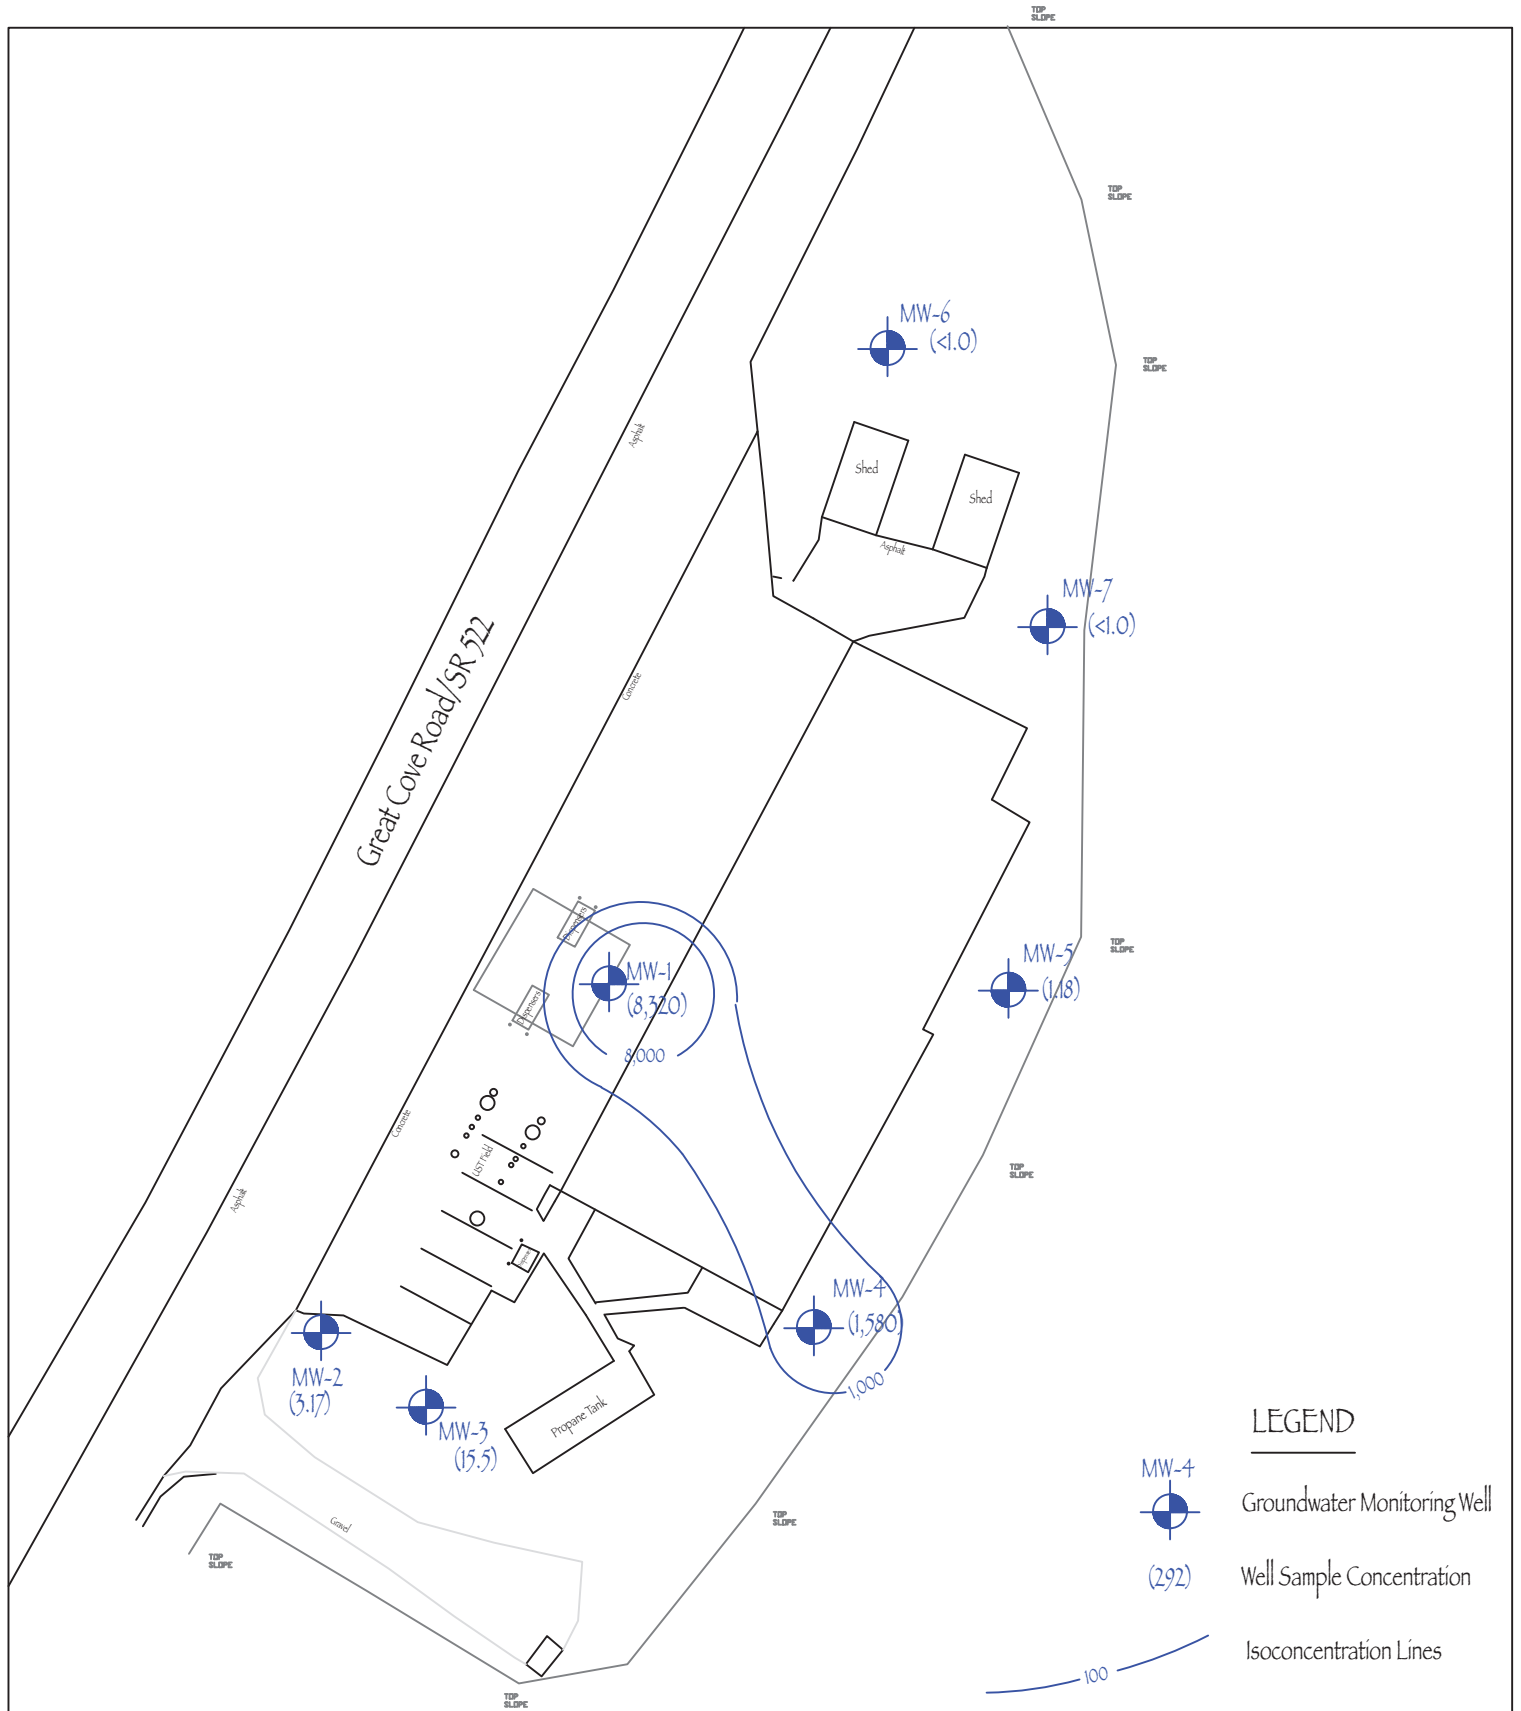 TOP
SLOPE
TOP
SLOPE
MW-6
(<1.0)
TOP
SLOPE
Asphalt
Shed
Shed
Asphalt
MW-7
(<1.0)
Great Cove Road/SR 522
Concrete
Dispensers
TOP
SLOPE
MW-5
(1.18)
MW-1
(8,320)
Dispensers
8,000
Concrete
UST Field
TOP
SLOPE
Asphalt
MW-4
(1,580)
MW-2
(3.17)
1,000
MW-3
(15.5)
Propane Tank
LEGEND
MW-4
Groundwater Monitoring Well
TOP
SLOPE
Gravel
TOP
SLOPE
(292)
Well Sample Concentration
Isoconcentration Lines
100
TOP
SLOPE